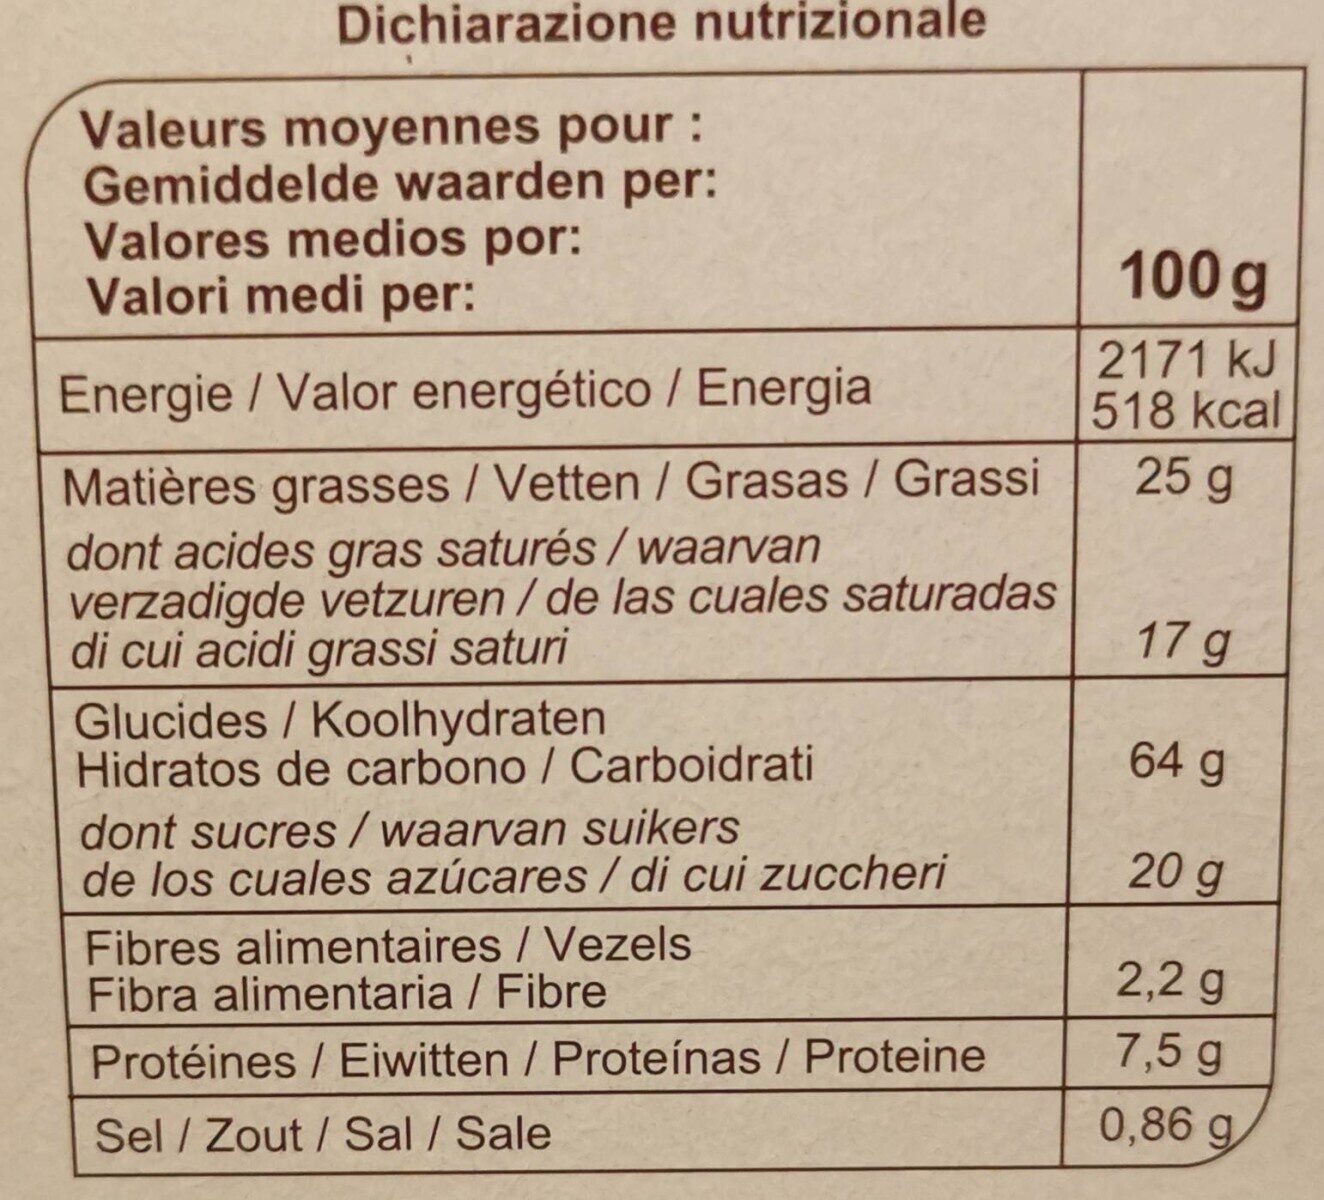 Dichiarazione nutrizionale
Valeurs moyennes pour :
Gemiddelde waarden per:
Valores medios por:
Valori medi per:
100 g
Energie / Valor energético / Energia
2171 kJ
518 kcal
Matières grasses / Vetten / Grasas / Grassi
25 g
dont acides gras saturés / waarvan
verzadigde vetzuren / de las cuales saturadas
di cui acidi grassi saturi
17 g
Glucides / Koolhydraten
Hidratos de carbono / Carboidrati
64 g
dont sucres / waarvan suikers
de los cuales azúcares / di cui zuccheri
20 g
Fibres alimentaires / Vezels
Fibra alimentaria / Fibre
2,2 g
Protéines / Eiwitten / Proteínas / Proteine
7,5 g
Sel / Zout / Sal / Sale
0,86 g